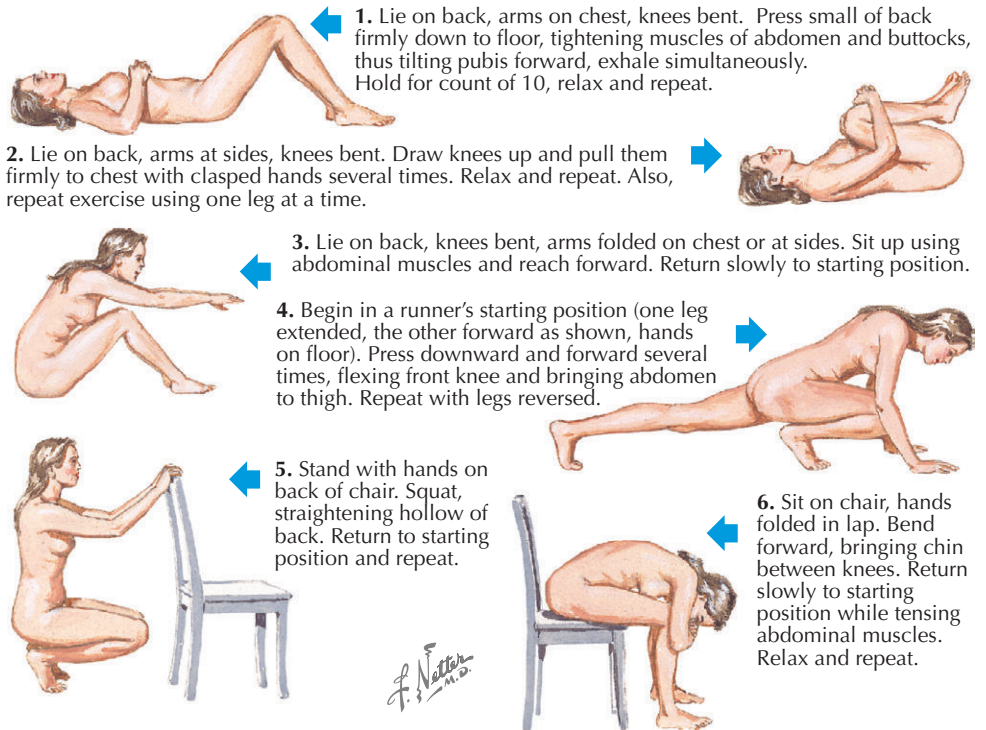 1. Lie on back, arms on chest, knees bent.  Press small of back
firmly down to floor, tightening muscles of abdomen and buttocks,
thus tilting pubis forward, exhale simultaneously.
Hold for count of 10, relax and repeat.
2. Lie on back, arms at sides, knees bent. Draw knees up and pull them
firmly to chest with clasped hands several times. Relax and repeat. Also,
repeat exercise using one leg at a time.
3. Lie on back, knees bent, arms folded on chest or at sides. Sit up using
abdominal muscles and reach forward. Return slowly to starting position.
4. Begin in a runner’s starting position (one leg
extended, the other forward as shown, hands
on floor). Press downward and forward several
times, flexing front knee and bringing abdomen
to thigh. Repeat with legs reversed.
5. Stand with hands on
back of chair. Squat,
straightening hollow of
back. Return to starting
position and repeat.
6. Sit on chair, hands
folded in lap. Bend
forward, bringing chin
between knees. Return
slowly to starting
position while tensing
abdominal muscles.
Relax and repeat.
F. Netter
M.D.